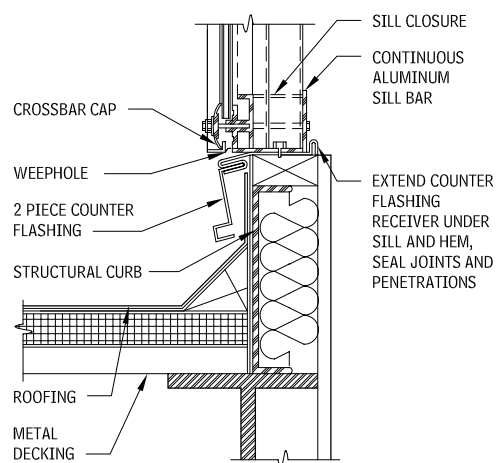 SILL CLOSURE
CONTINUOUS
ALUMINUM
SILL BAR
CROSSBAR CAP
WEEPHOLE
2 PIECE COUNTER
FLASHING
EXTEND COUNTER
FLASHING
RECEIVER UNDER
SILL AND HEM,
SEAL JOINTS AND
PENETRATIONS
STRUCTURAL CURB
ROOFING
METAL
DECKING